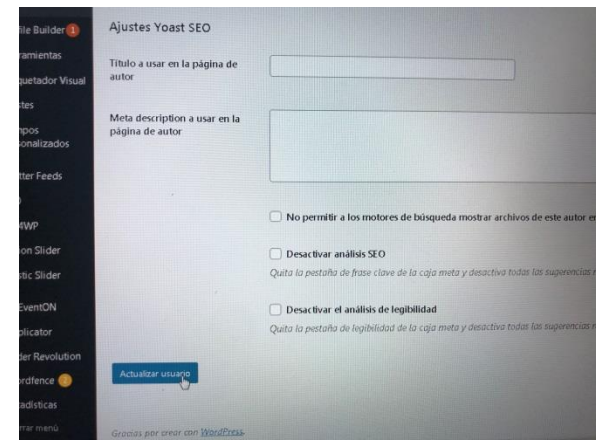 file Builder 1
Ajustes Yoast SEO
ramientas
Título a usar en la página de
autor
quetador Visual
stes
Meta description a usar en la
página de autor
npos
sonalizados
tter Feeds
4WP
No permitir a los motores de búsqueda mostrar archivos de este autor en
ion Slider
Desactivar análisis SEO
stic Slider
Quita la pestaña de frase clave de la caja meta y desactiva todas las sugerencias
EventON
Desactivar el análisis de legibilidad
plicator
Quita la pestaña de legibilidad de la caja meta y desactiva todas las sugerencias
der Revolution
Actualizar usuario
ordfence
adísticas
rrar menú
Gracias por crear con WordPress.